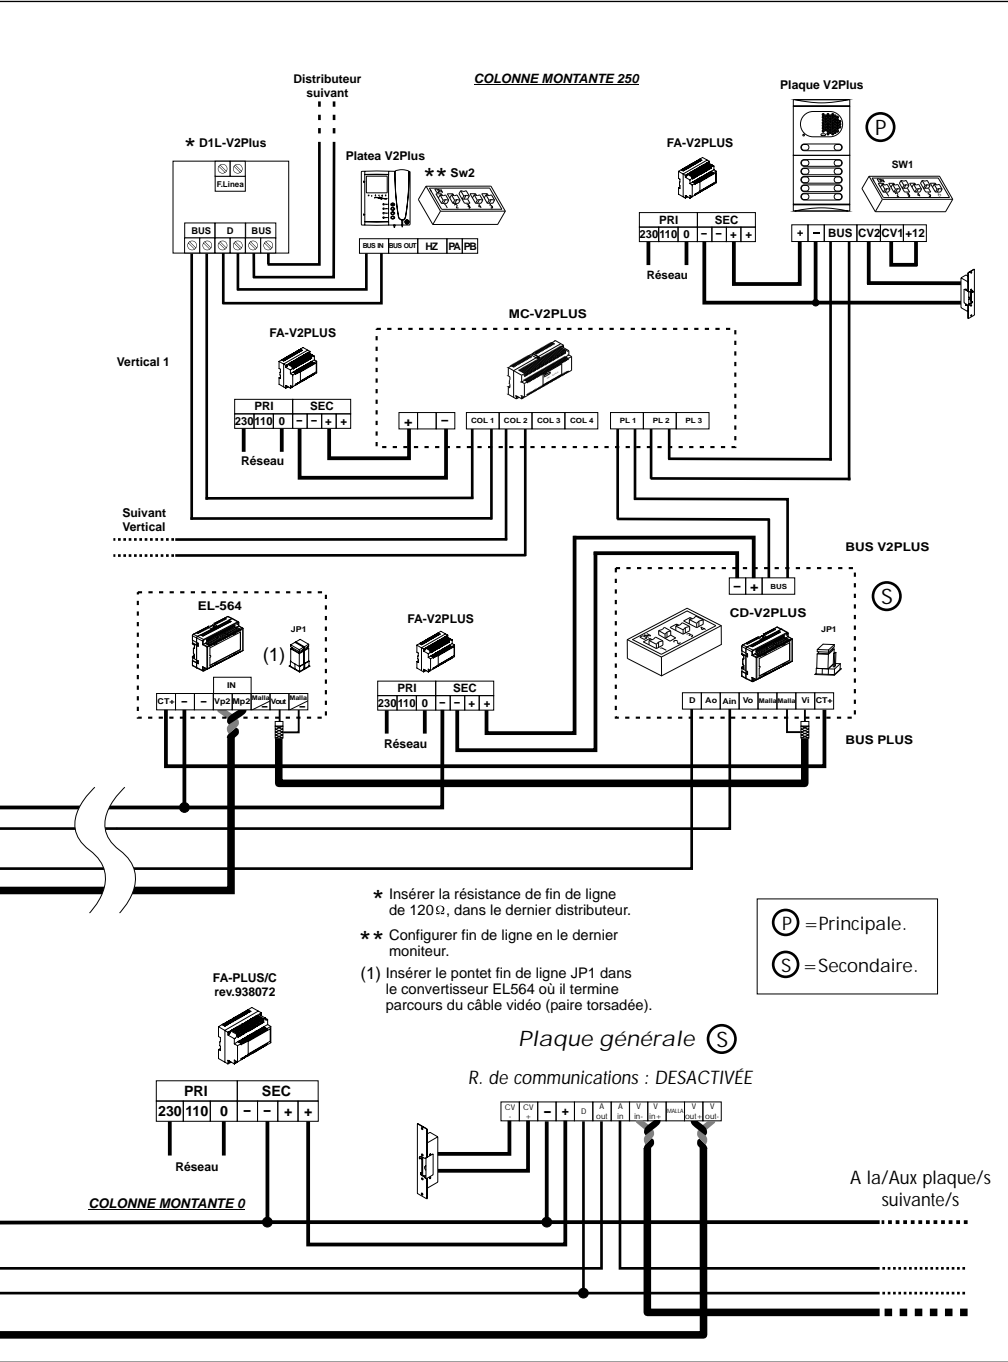 COLONNE MONTANTE 250
Distributeur
suivant
* D1L-V2Plus
F.Linea
BUS D BUS
Platea V2Plus
** Sw2
BUS IN BUS OUT HZ PA PB
FA-V2PLUS
PRI SEC
230 110 0 − − + +
Réseau
Plaque V2Plus
P
SW1
+ − BUS CV2 CV1 +12
MC-V2PLUS
+ − COL 1 COL 2 COL 3 COL 4 PL 1 PL 2 PL 3
Vertical 1
FA-V2PLUS
PRI SEC
230 110 0 − − + +
Réseau
Suivant
Vertical
BUS V2PLUS
EL-564
(1)
JP1
IN
CT+ − − Vp2 Mp2 Malla Vout Malla
FA-V2PLUS
PRI SEC
230 110 0 − − + +
Réseau
− + BUS
S
CD-V2PLUS
JP1
D Ao Ain Vo Malla Malla Vi CT+
BUS PLUS
* Insérer la résistance de fin de ligne
de 120Ω, dans le dernier distributeur.
** Configurer fin de ligne en le dernier
moniteur.
(1) Insérer le pontet fin de ligne JP1 dans
le convertisseur EL564 où il termine
parcours du câble vidéo (paire torsadée).
P =Principale.
S =Secondaire.
FA-PLUS/C
rev.938072
PRI SEC
230 110 0 − − + +
Réseau
Plaque générale S
R. de communications : DESACTIVÉE
CV - CV + − + D A out A in V in- V in+ MALLA V out+ V out-
A la/Aux plaque/s
suivante/s
COLONNE MONTANTE 0